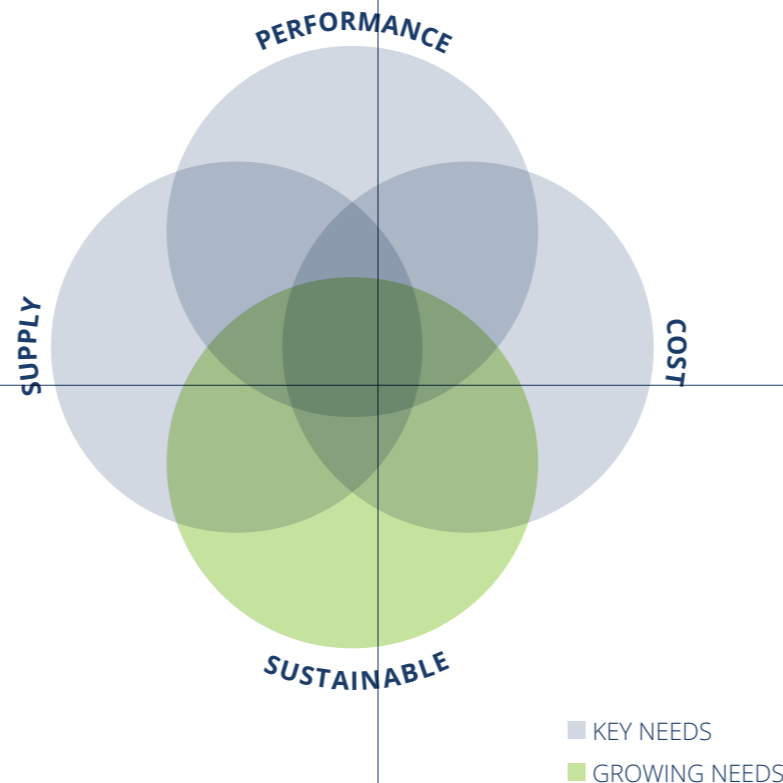 PERFORMANCE
SUPPLY
COST
SUSTAINABLE
KEY NEEDS
GROWING NEEDS